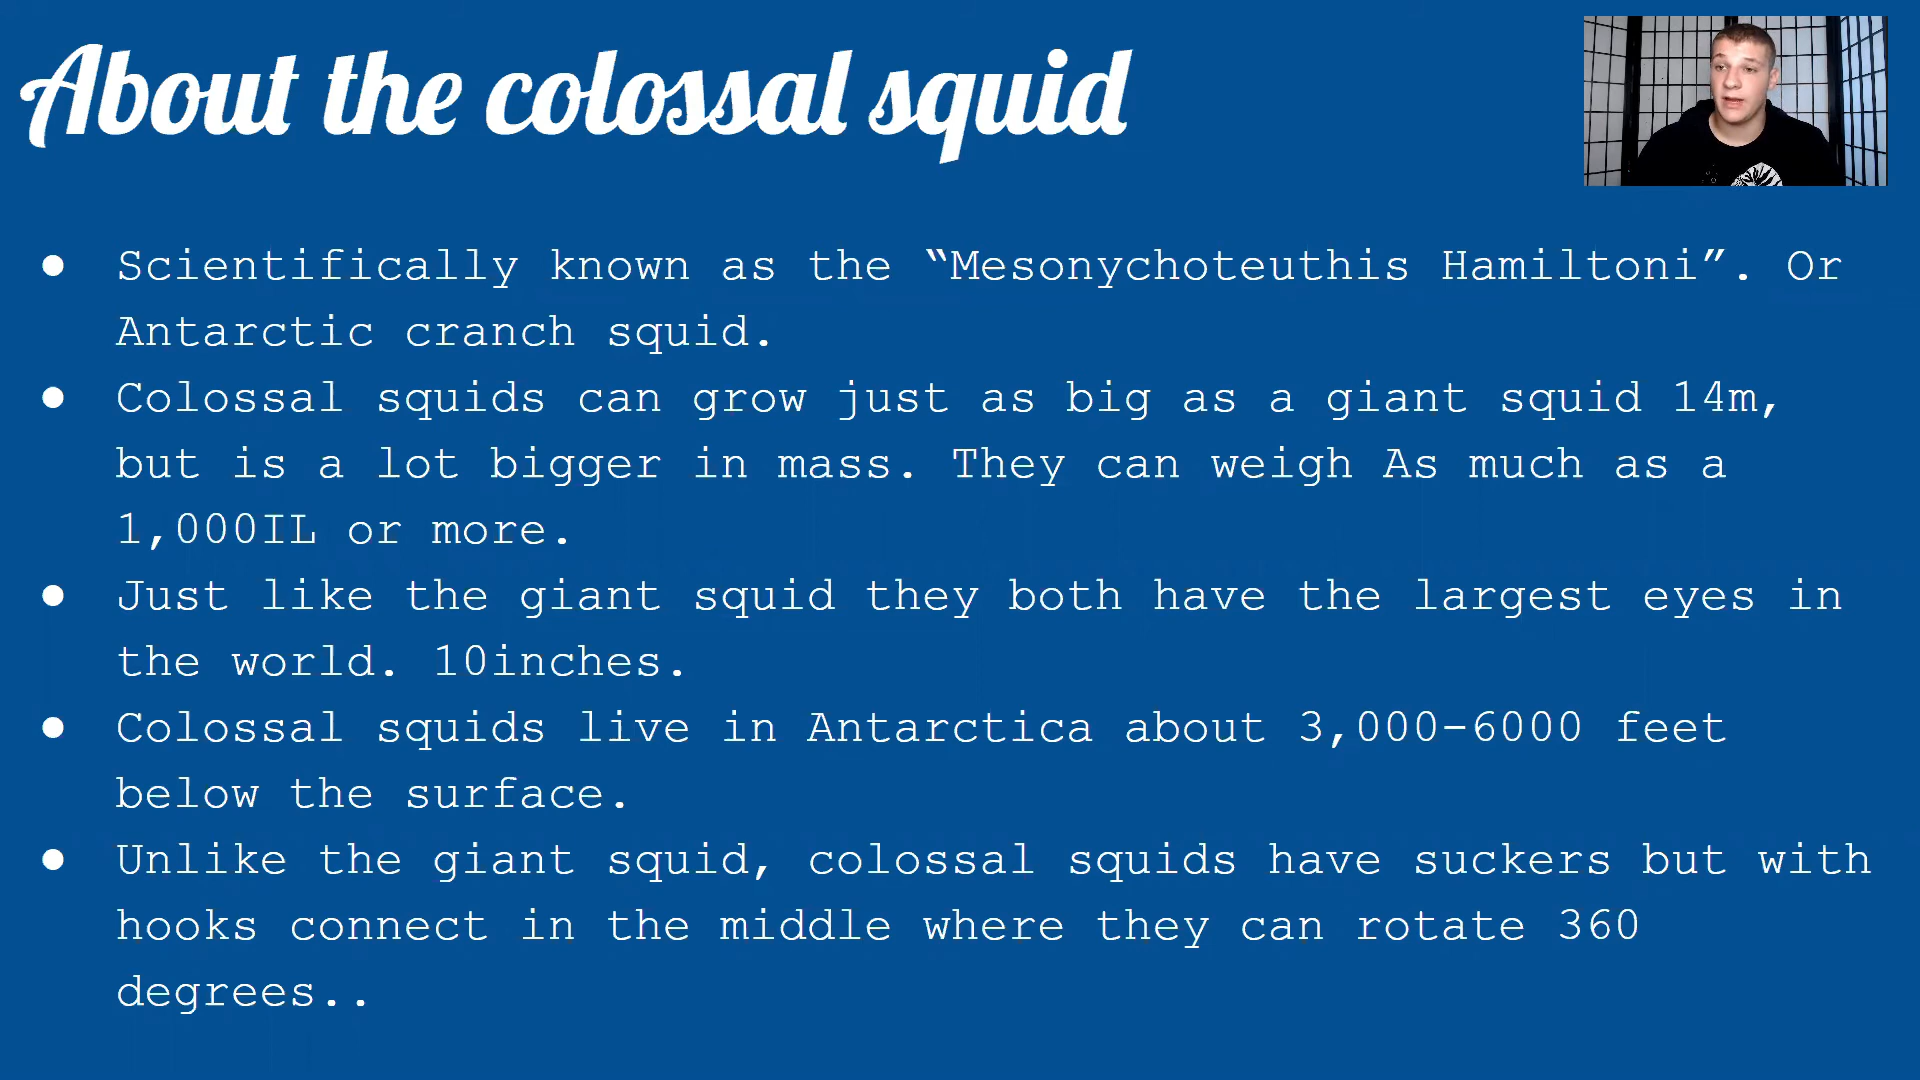 About the colossal squid
● Scientifically known as the “Mesonychoteuthis Hamiltoni”. Or
Antarctic cranch squid.
● Colossal squids can grow just as big as a giant squid 14m,
but is a lot bigger in mass. They can weigh As much as a
1,000IL or more.
● Just like the giant squid they both have the largest eyes in
the world. 10inches.
● Colossal squids live in Antarctica about 3,000-6000 feet
below the surface.
● Unlike the giant squid, colossal squids have suckers but with
hooks connect in the middle where they can rotate 360
degrees..